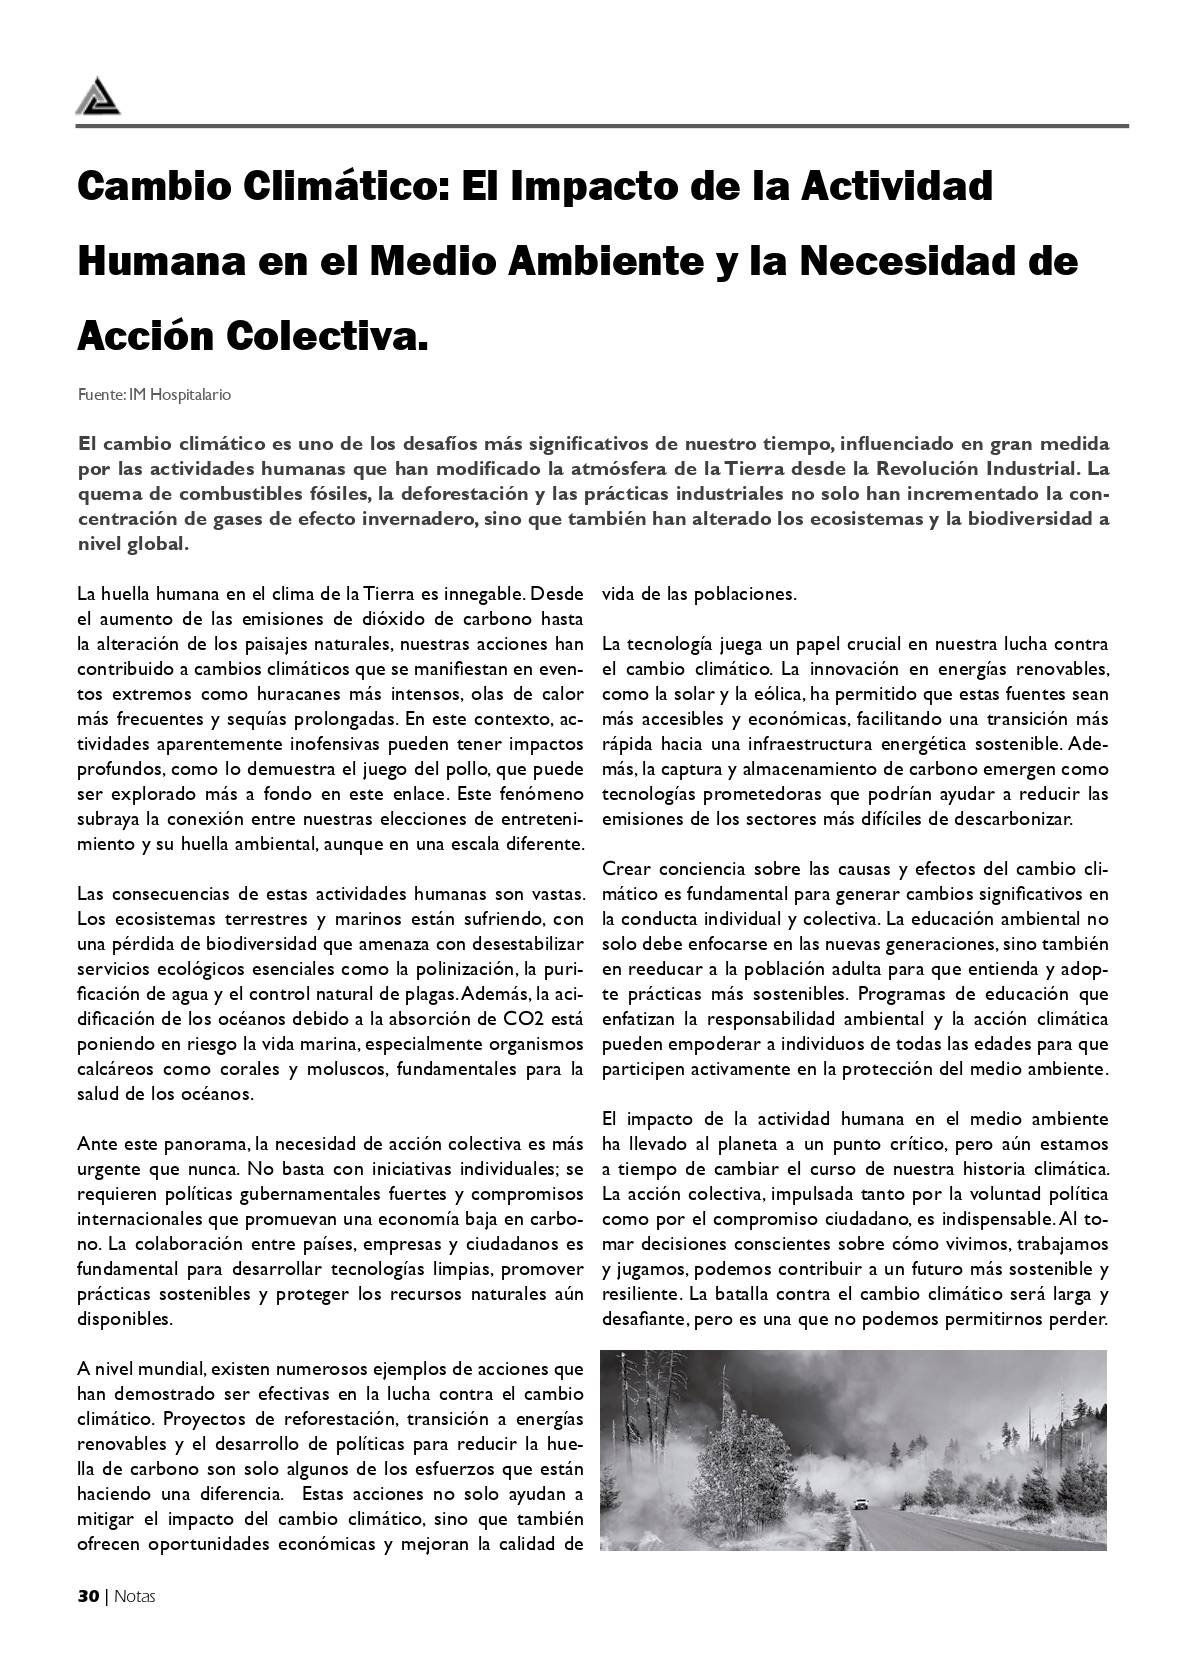 Cambio Climático: El Impacto de la Actividad
Humana en el Medio Ambiente y la Necesidad de
Acción Colectiva.
Fuente: IM Hospitalario
El cambio climático es uno de los desafíos más significativos de nuestro tiempo, influenciado en gran medida
por las actividades humanas que han modificado la atmósfera de la Tierra desde la Revolución Industrial. La
quema de combustibles fósiles, la deforestación y las prácticas industriales no solo han incrementado la con-
centración de gases de efecto invernadero, sino que también han alterado los ecosistemas y la biodiversidad a
nivel global.
La huella humana en el clima de la Tierra es innegable. Desde
el aumento de las emisiones de dióxido de carbono hasta
la alteración de los paisajes naturales, nuestras acciones han
contribuido a cambios climáticos que se manifiestan en even-
tos extremos como huracanes más intensos, olas de calor
más frecuentes y sequías prolongadas. En este contexto, ac-
tividades aparentemente inofensivas pueden tener impactos
profundos, como lo demuestra el juego del pollo, que puede
ser explorado más a fondo en este enlace. Este fenómeno
subraya la conexión entre nuestras elecciones de entreteni-
miento y su huella ambiental, aunque en una escala diferente.
Las consecuencias de estas actividades humanas son vastas.
Los ecosistemas terrestres y marinos están sufriendo, con
una pérdida de biodiversidad que amenaza con desestabilizar
servicios ecológicos esenciales como la polinización, la puri-
ficación de agua y el control natural de plagas. Además, la aci-
dificación de los océanos debido a la absorción de CO2 está
poniendo en riesgo la vida marina, especialmente organismos
calcáreos como corales y moluscos, fundamentales para la
salud de los océanos.
Ante este panorama, la necesidad de acción colectiva es más
urgente que nunca. No basta con iniciativas individuales; se
requieren políticas gubernamentales fuertes y compromisos
internacionales que promuevan una economía baja en carbo-
no. La colaboración entre países, empresas y ciudadanos es
fundamental para desarrollar tecnologías limpias, promover
prácticas sostenibles y proteger los recursos naturales aún
disponibles.
A nivel mundial, existen numerosos ejemplos de acciones que
han demostrado ser efectivas en la lucha contra el cambio
climático. Proyectos de reforestación, transición a energías
renovables y el desarrollo de políticas para reducir la hue-
lla de carbono son solo algunos de los esfuerzos que están
haciendo una diferencia.  Estas acciones no solo ayudan a
mitigar el impacto del cambio climático, sino que también
ofrecen oportunidades económicas y mejoran la calidad de
vida de las poblaciones.
La tecnología juega un papel crucial en nuestra lucha contra
el cambio climático. La innovación en energías renovables,
como la solar y la eólica, ha permitido que estas fuentes sean
más accesibles y económicas, facilitando una transición más
rápida hacia una infraestructura energética sostenible. Ade-
más, la captura y almacenamiento de carbono emergen como
tecnologías prometedoras que podrían ayudar a reducir las
emisiones de los sectores más difíciles de descarbonizar.
Crear conciencia sobre las causas y efectos del cambio cli-
mático es fundamental para generar cambios significativos en
la conducta individual y colectiva. La educación ambiental no
solo debe enfocarse en las nuevas generaciones, sino también
en reeducar a la población adulta para que entienda y adop-
te prácticas más sostenibles. Programas de educación que
enfatizan la responsabilidad ambiental y la acción climática
pueden empoderar a individuos de todas las edades para que
participen activamente en la protección del medio ambiente.
El impacto de la actividad humana en el medio ambiente
ha llevado al planeta a un punto crítico, pero aún estamos
a tiempo de cambiar el curso de nuestra historia climática.
La acción colectiva, impulsada tanto por la voluntad política
como por el compromiso ciudadano, es indispensable. Al to-
mar decisiones conscientes sobre cómo vivimos, trabajamos
y jugamos, podemos contribuir a un futuro más sostenible y
resiliente. La batalla contra el cambio climático será larga y
desafiante, pero es una que no podemos permitirnos perder.
30 | Notas